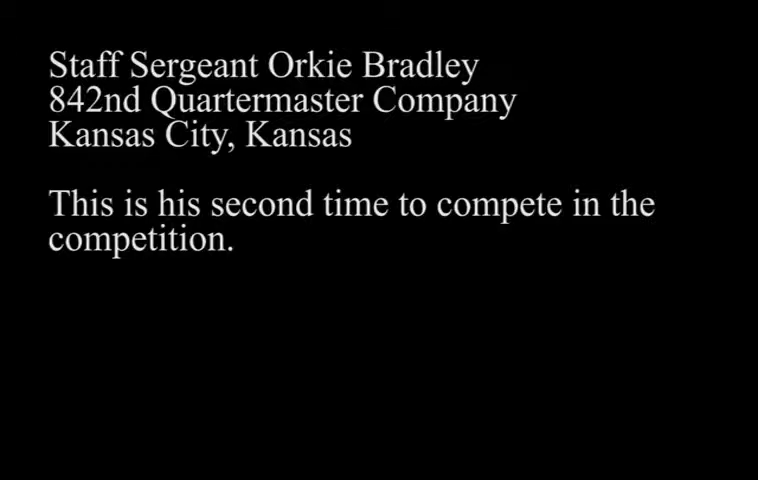 Staff Sergeant Orkie Bradley
842nd Quartermaster Company
Kansas City, Kansas
This is his second time to compete in the
competition.